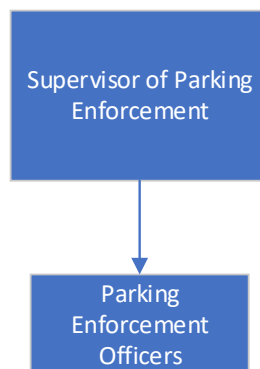 Supervisor of Parking
Enforcement
Parking
Enforcement
Officers